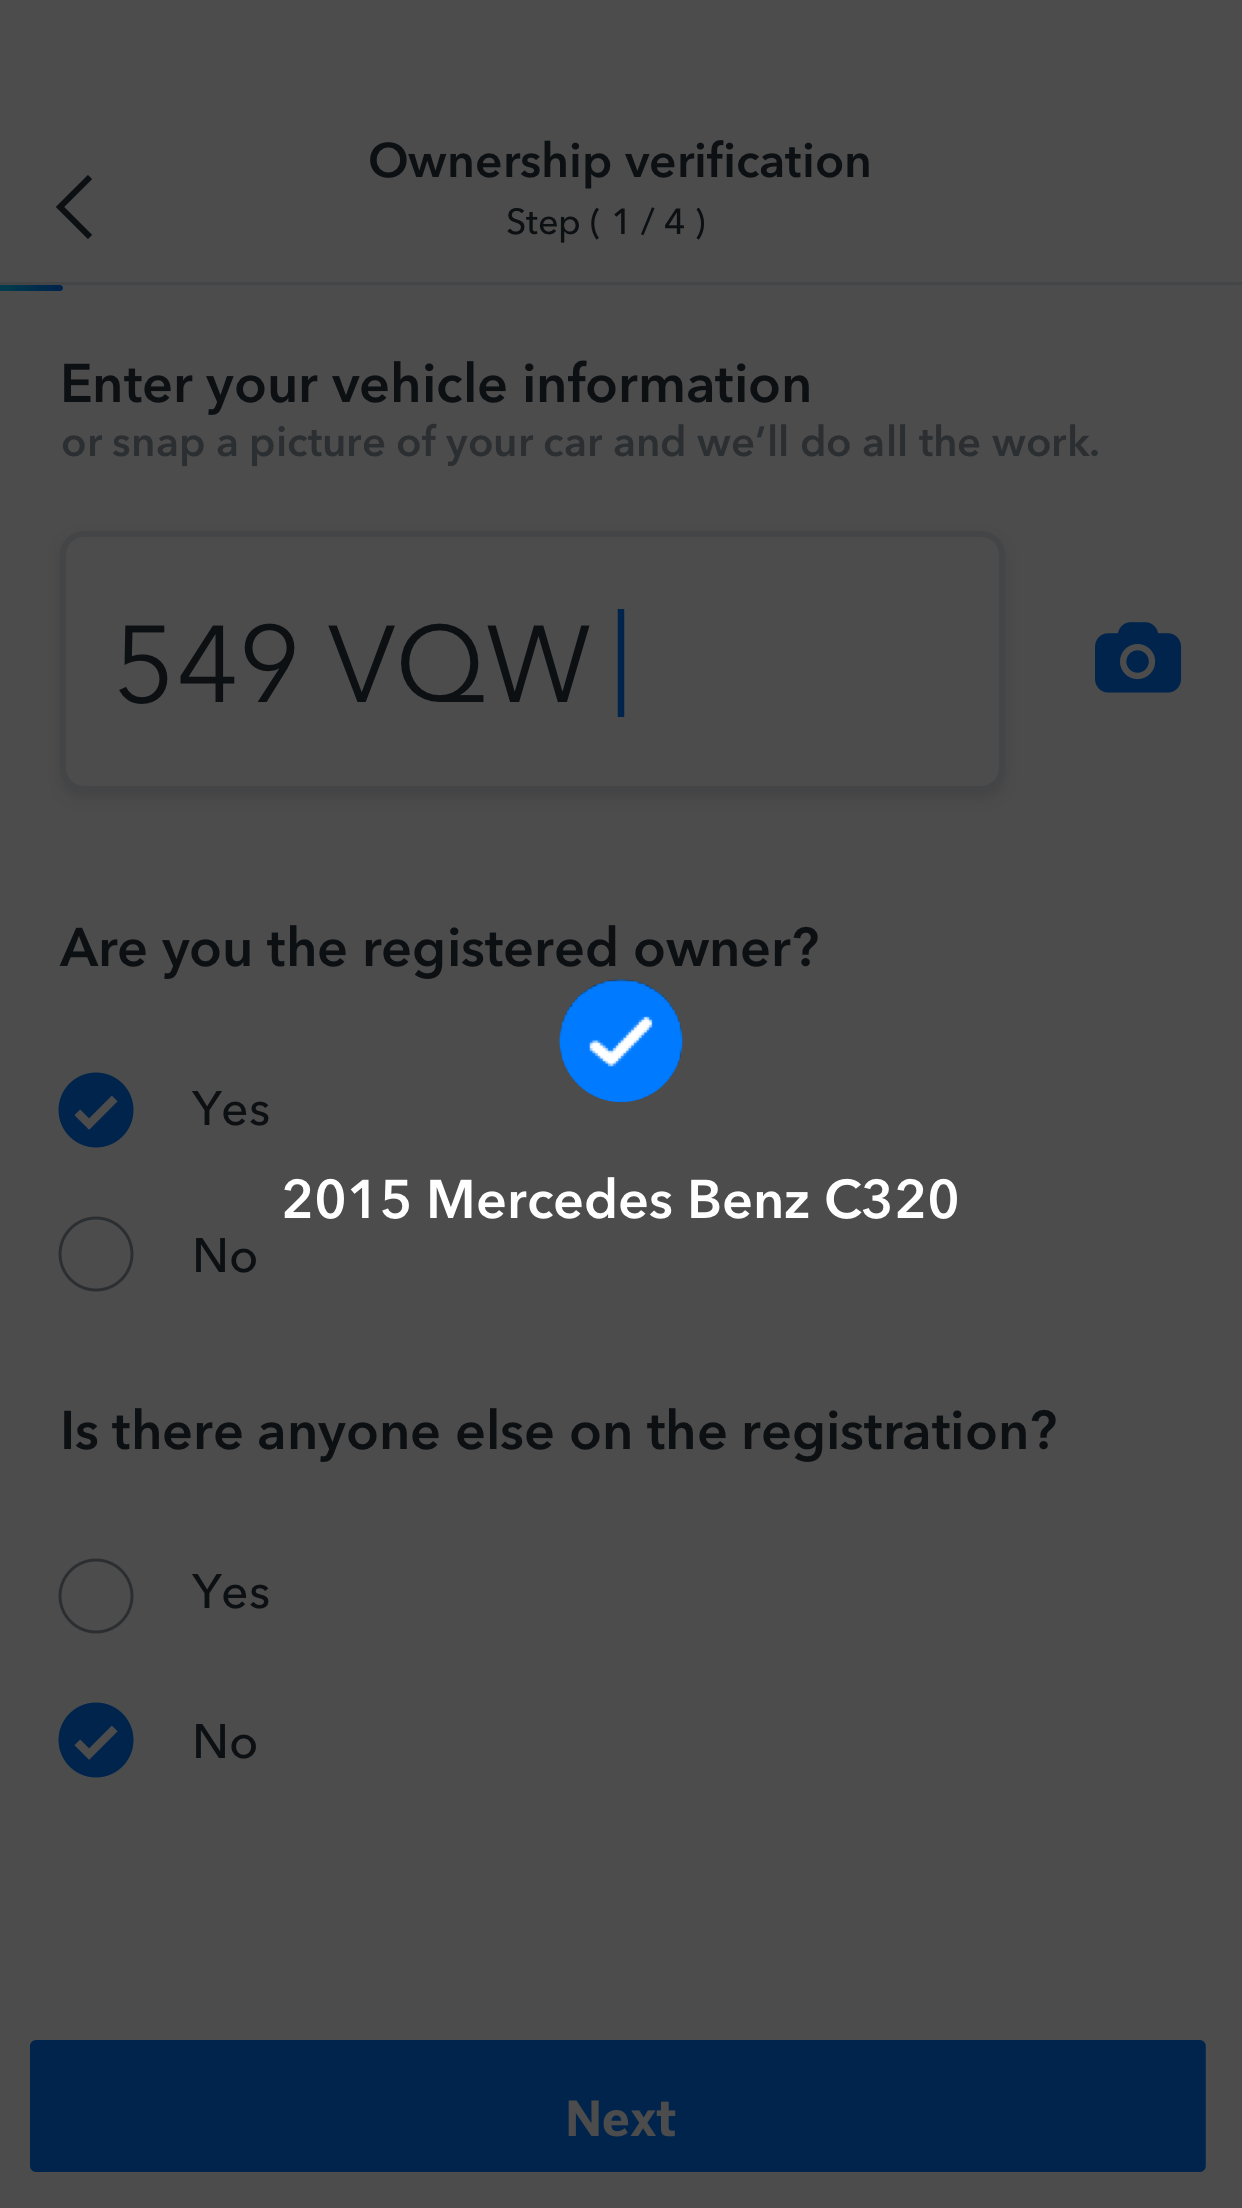 Ownership verification
Step ( 1 / 4 )
Enter your vehicle information
or snap a picture of your car and we’ll do all the work.
549 VQW
Are you the registered owner?
Yes
2015 Mercedes Benz C320
No
Is there anyone else on the registration?
Yes
No
Next